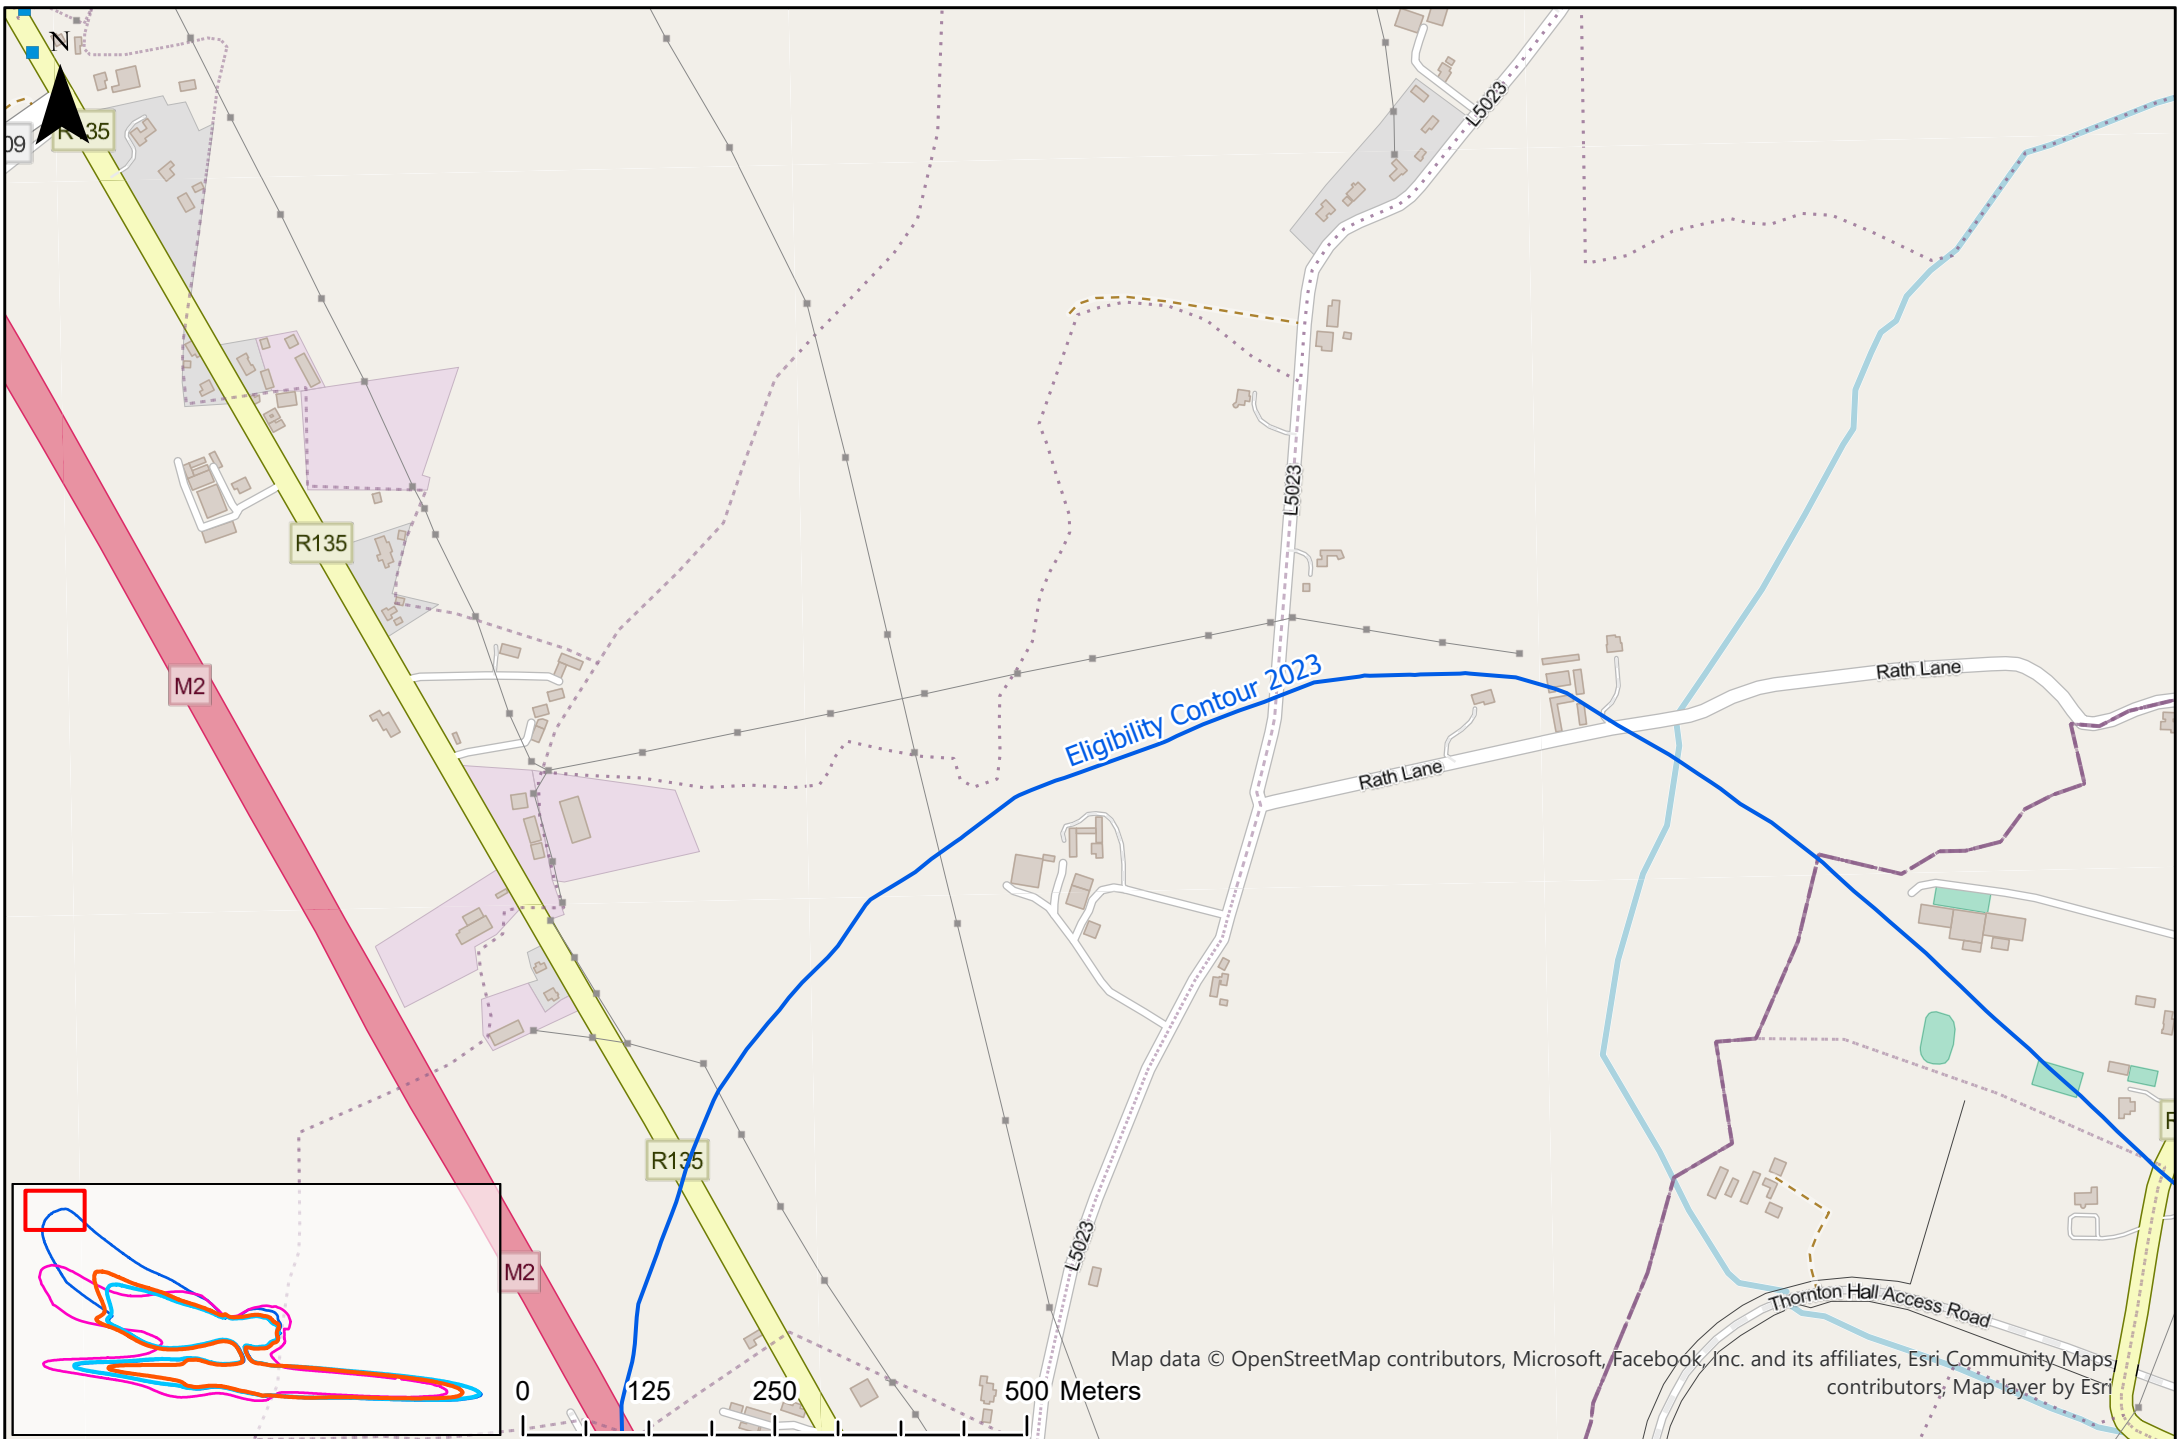 N
R135
09
L5023
R135
L5023
M2
Eligibility Contour 2023
Rath Lane
Rath Lane
R135
L5023
M2
Thornton Hall Access Road
Map data © OpenStreetMap contributors, Microsoft, Facebook, Inc. and its affiliates, Esri Community Maps
contributors, Map layer by Esri
0 125 250 500 Meters